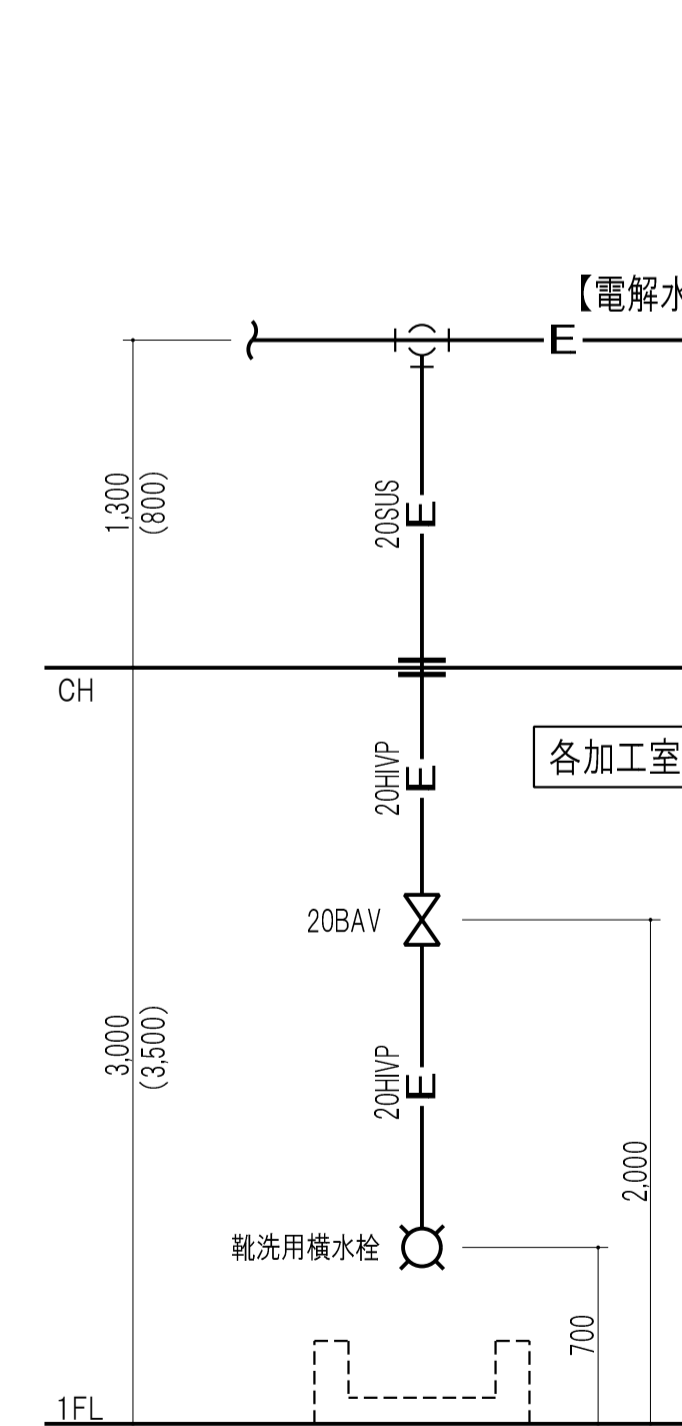 【電解水
E
1,300
(800)
20SUS
E
CH
20HIVP
E
各加工室
20BAV
3,000
(3,500)
20HIVP
E
2,000
靴洗用横水栓
700
1FL